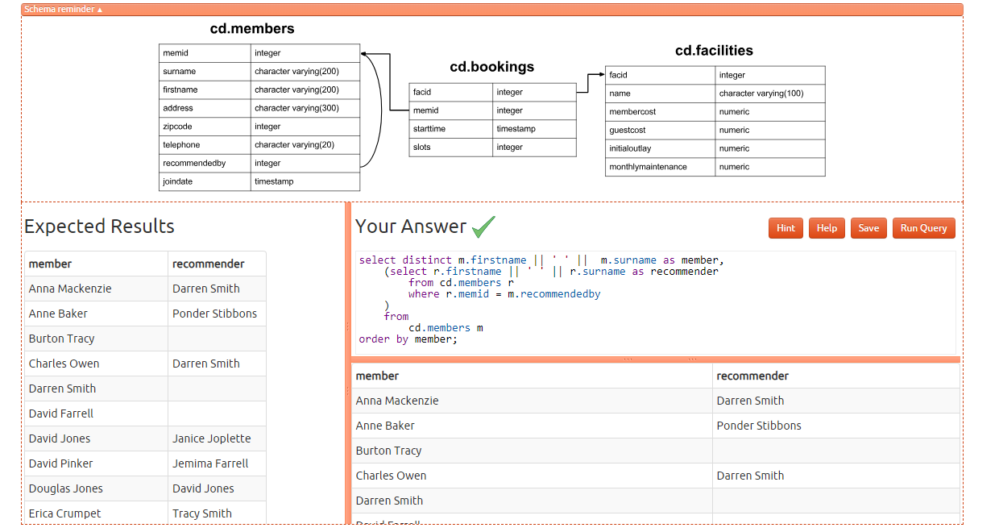 Schema reminder ▲
cd.members
memid integer
surname character varying(200)
firstname character varying(200)
address character varying(300)
zipcode integer
telephone character varying(20)
recommendedby integer
joindate timestamp
cd.bookings
facid integer
memid integer
starttime timestamp
slots integer
cd.facilities
facid integer
name character varying(100)
membercost numeric
guestcost numeric
initialoutlay numeric
monthlymaintenance numeric
Expected Results
member recommender
Anna Mackenzie Darren Smith
Anne Baker Ponder Stibbons
Burton Tracy
Charles Owen Darren Smith
Darren Smith
David Farrell
David Jones Janice Joplette
David Pinker Jemima Farrell
Douglas Jones David Jones
Erica Crumpet Tracy Smith
Your Answer
Hint Help Save Run Query
select distinct m.firstname || ' ' ||  m.surname as member,
    (select r.firstname || ' ' || r.surname as recommender
        from cd.members r
        where r.memid = m.recommendedby
    )
    from
        cd.members m
order by member;
member recommender
Anna Mackenzie Darren Smith
Anne Baker Ponder Stibbons
Burton Tracy
Charles Owen Darren Smith
Darren Smith
David Farrell